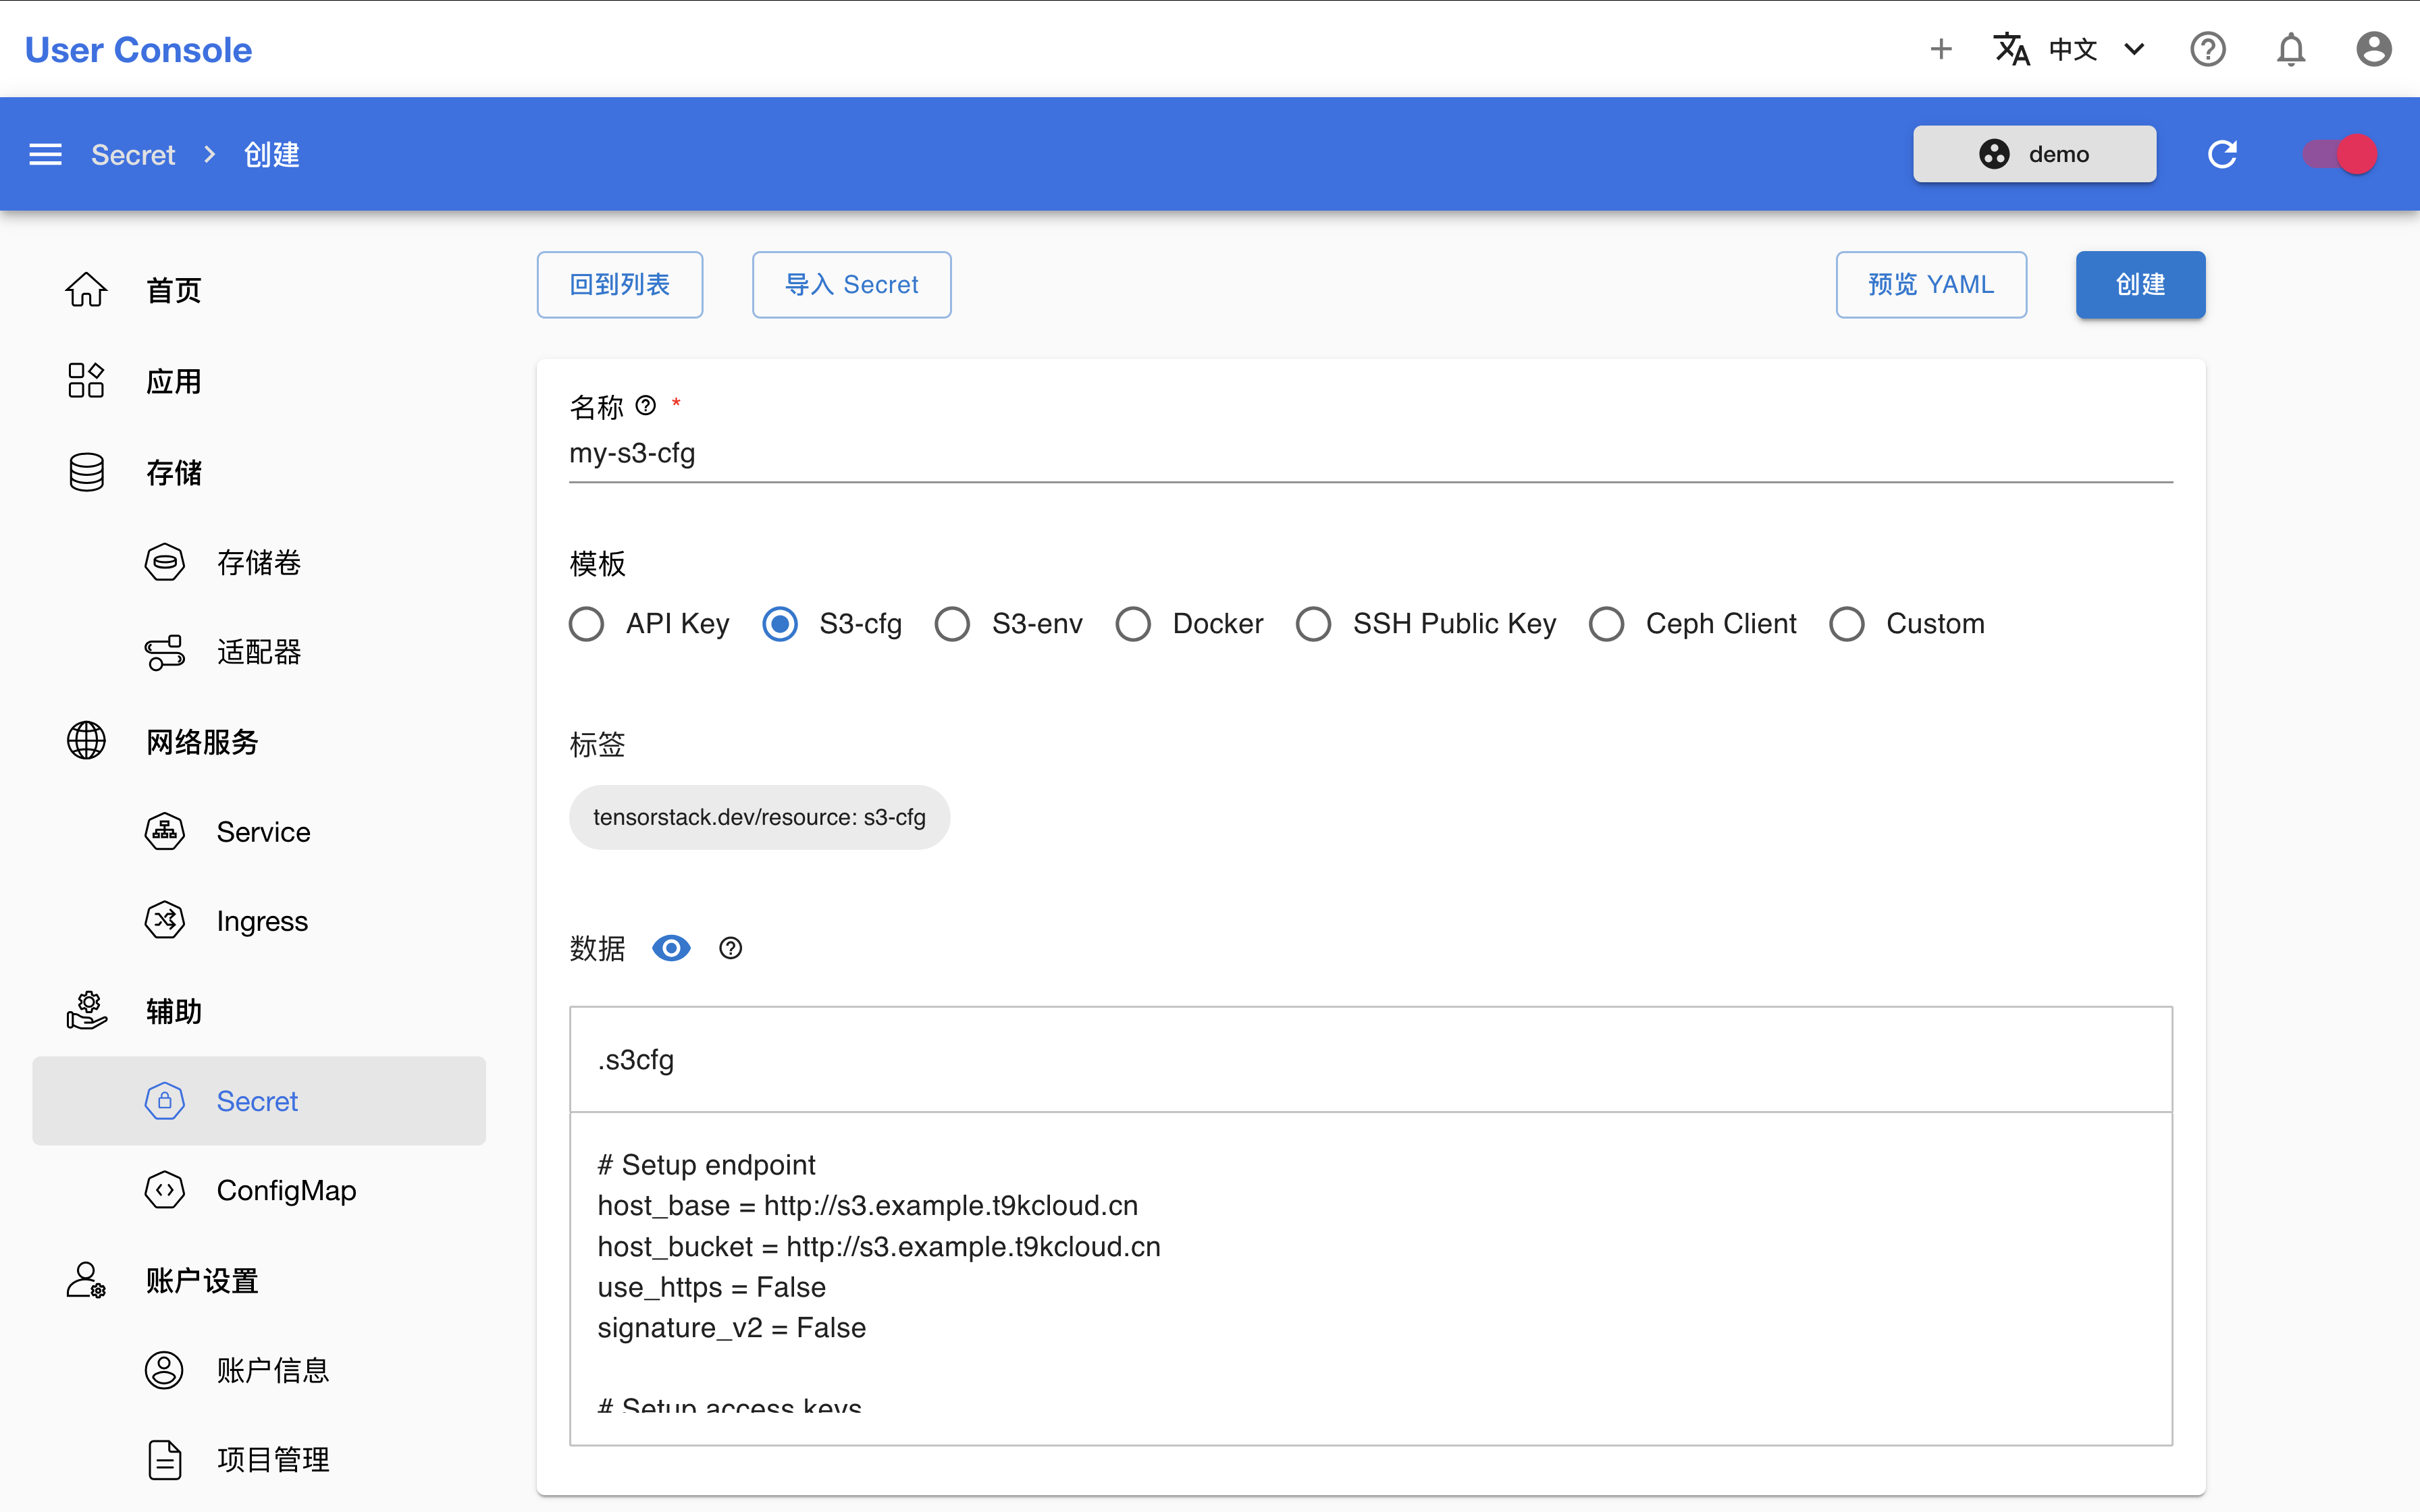 User Console
中文
Secret
创建
demo
首页
应用
存储
存储卷
适配器
网络服务
Service
Ingress
辅助
Secret
ConfigMap
账户设置
账户信息
项目管理
回到列表
导入 Secret
预览 YAML
创建
名称 *
my-s3-cfg
模板
API Key
S3-cfg
S3-env
Docker
SSH Public Key
Ceph Client
Custom
标签
tensorstack.dev/resource: s3-cfg
数据
.s3cfg
# Setup endpoint
host_base = http://s3.example.t9kcloud.cn
host_bucket = http://s3.example.t9kcloud.cn
use_https = False
signature_v2 = False
# Setup access keys